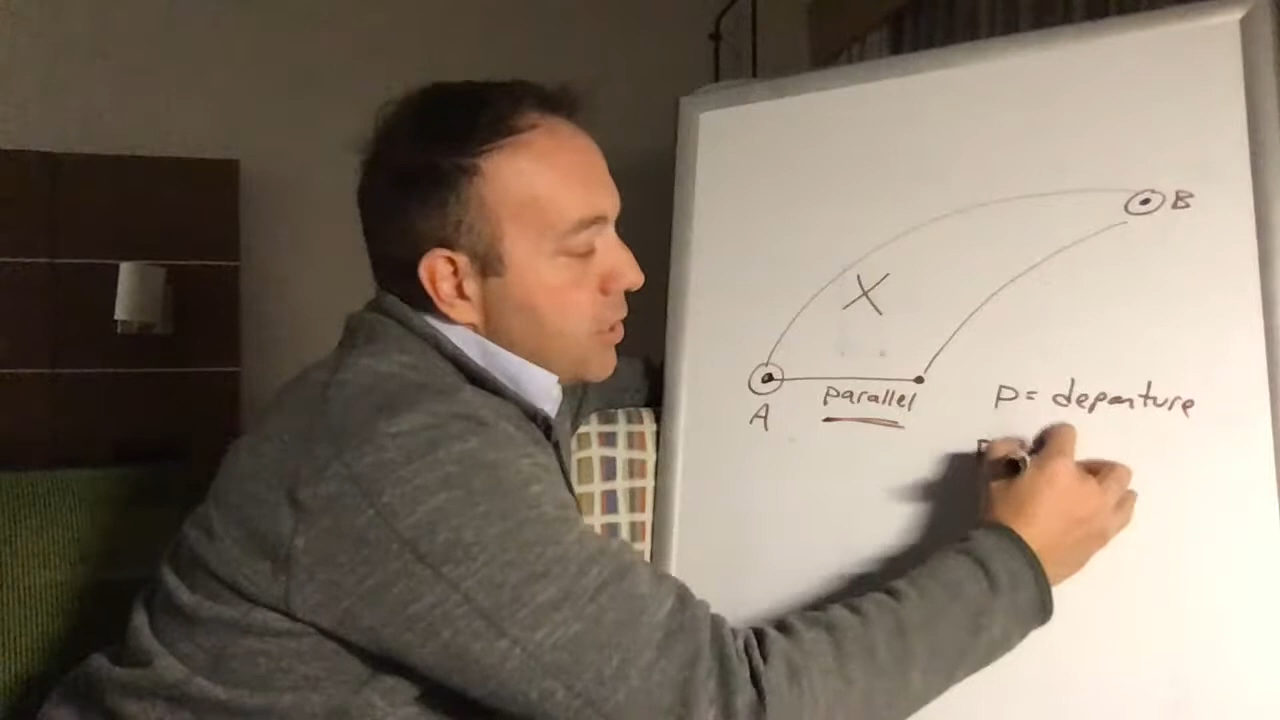 B
X
parallel
A
p = departure